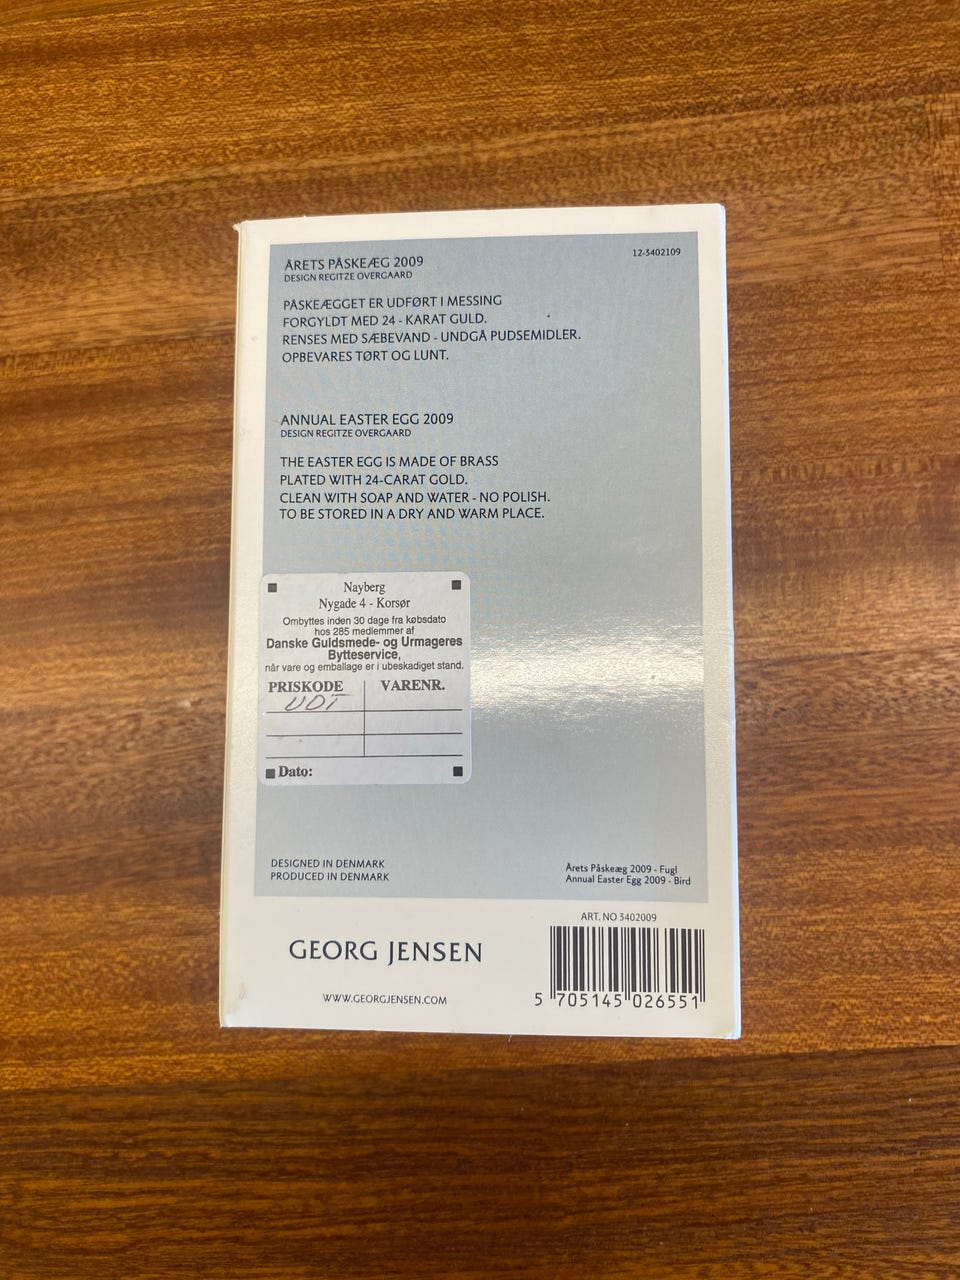 ÅRETS PÅSKEÆG 2009
DESIGN REGITZE OVERGAARD
12-3402109
PÅSKEÆGGET ER UDFØRT I MESSING
FORGYLDT MED 24 - KARAT GULD.
RENSES MED SÆBEVAND - UNDGÅ PUDSEMIDLER.
OPBEVARES TØRT OG LUNT.
ANNUAL EASTER EGG 2009
DESIGN REGITZE OVERGAARD
THE EASTER EGG IS MADE OF BRASS
PLATED WITH 24-CARAT GOLD.
CLEAN WITH SOAP AND WATER - NO POLISH.
TO BE STORED IN A DRY AND WARM PLACE.
Nayberg
Nygade 4 - Korsør
Ombyttes inden 30 dage fra købsdato
hos 285 medlemmer af
Danske Guldsmede- og Urmageres
Bytteservice,
når vare og emballage er i ubeskadiget stand.
PRISKODE VARENR.
Dato:
DESIGNED IN DENMARK
PRODUCED IN DENMARK
Årets Påskeæg 2009 - Fugl
Annual Easter Egg 2009 - Bird
ART. NO 3402009
GEORG JENSEN
WWW.GEORGJENSEN.COM
5 705145 026551